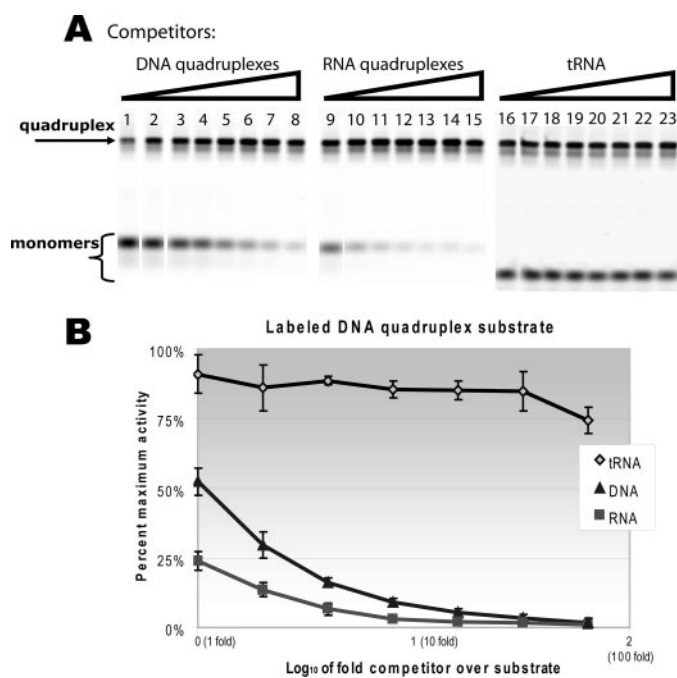 A Competitors:
DNA quadruplexes RNA quadruplexes tRNA
quadruplex 1 2 3 4 5 6 7 8 9 10 11 12 13 14 15 16 17 18 19 20 21 22 23
monomers
B Labeled DNA quadruplex substrate
100%
75%
50%
25%
0%
Percent maximum activity
tRNA
DNA
RNA
0 (1 fold) 1 (10 fold) 2
(100 fold)
Log₁₀ of fold competitor over substrate